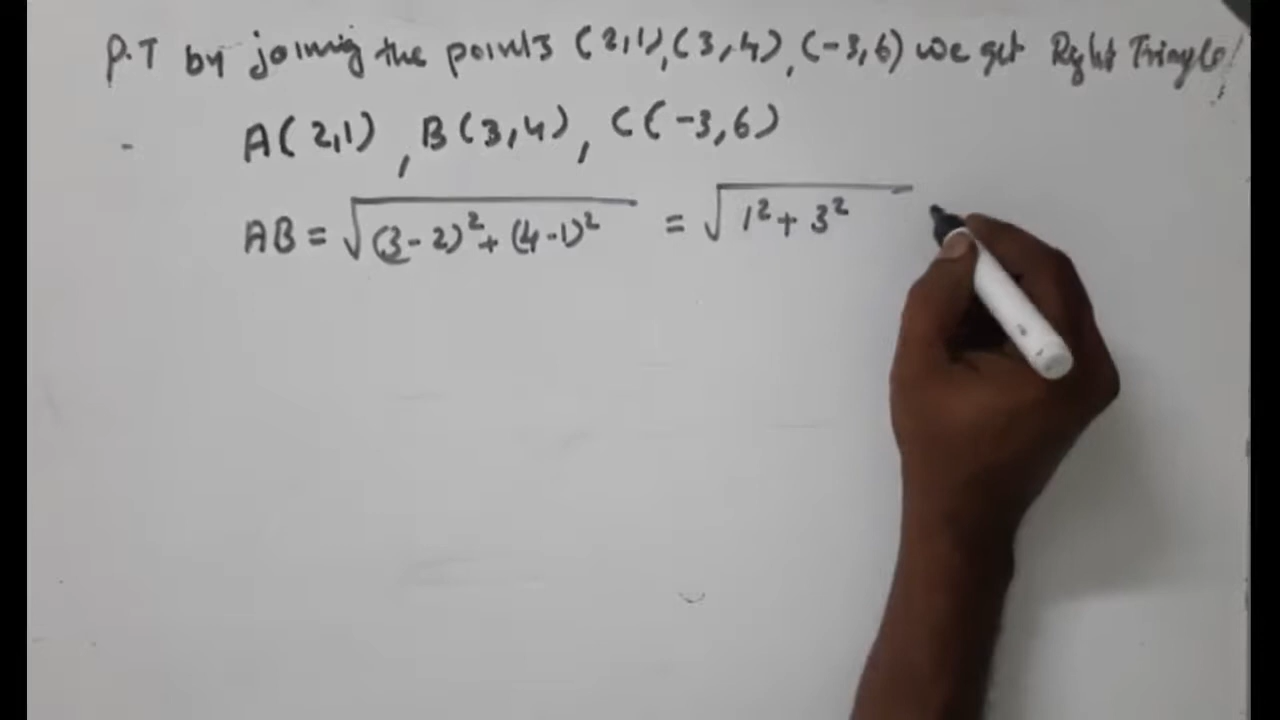 P.T by joining the points (2,1), (3,4), (-3,6) we get Right Triangle
A(2,1), B(3,4), C(-3,6)
AB = √(3-2)²+(4-1)² = √1²+3²